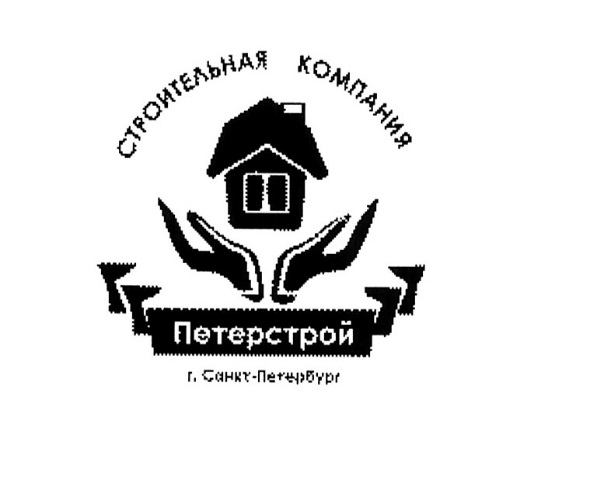 СТРОИТЕЛЬНАЯ КОМПАНИЯ
Петерстрой
г. Санкт-Петербург